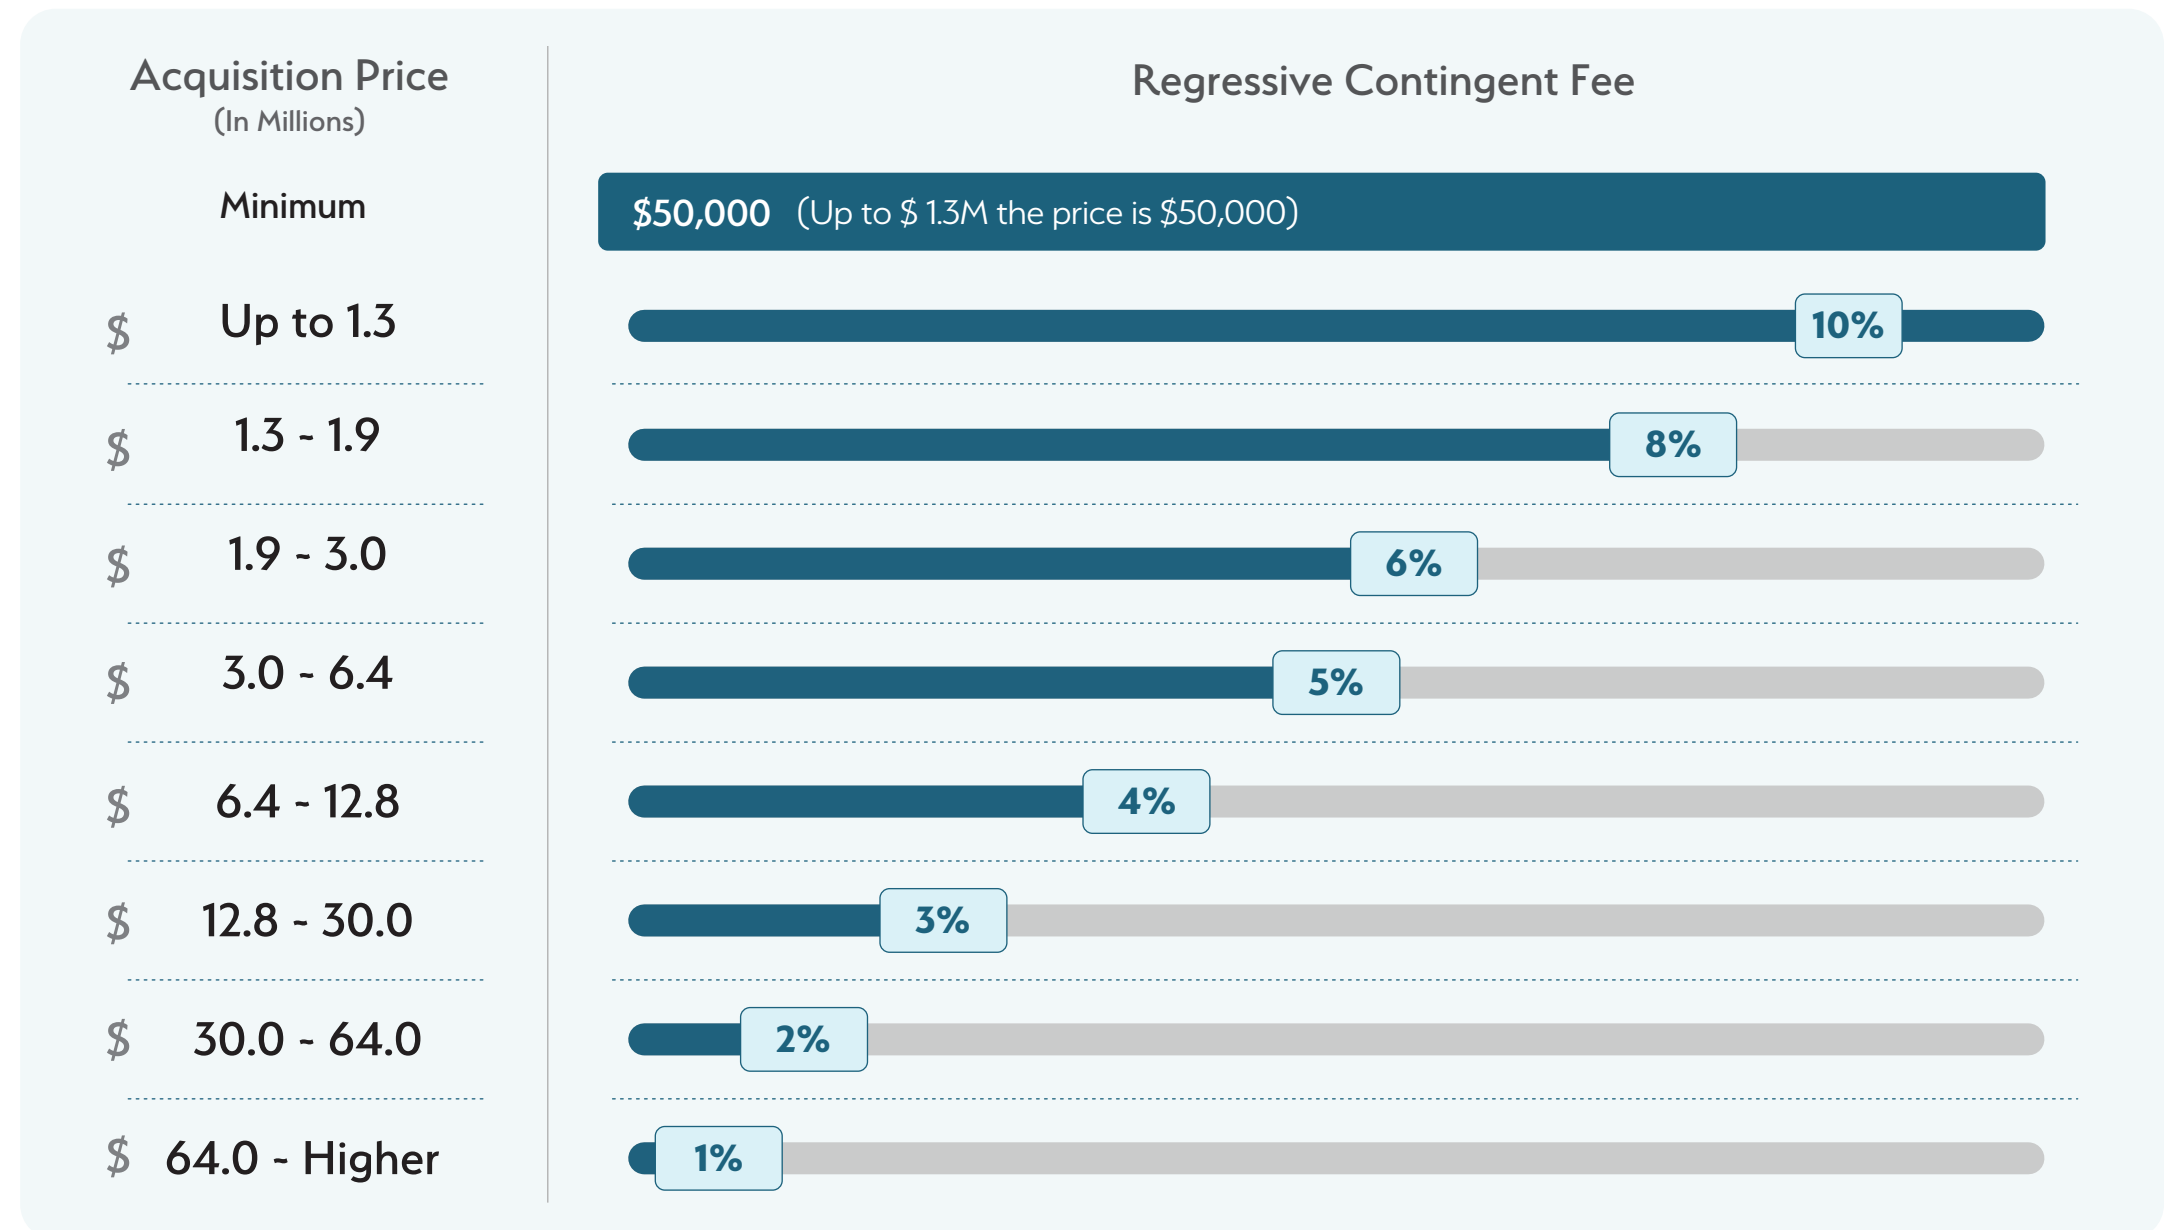 Acquisition Price
(In Millions)
Regressive Contingent Fee
Minimum
$50,000 (Up to $ 1.3M the price is $50,000)
$ Up to 1.3
10%
$ 1.3 - 1.9
8%
$ 1.9 - 3.0
6%
$ 3.0 - 6.4
5%
$ 6.4 - 12.8
4%
$ 12.8 - 30.0
3%
$ 30.0 - 64.0
2%
$ 64.0 - Higher
1%